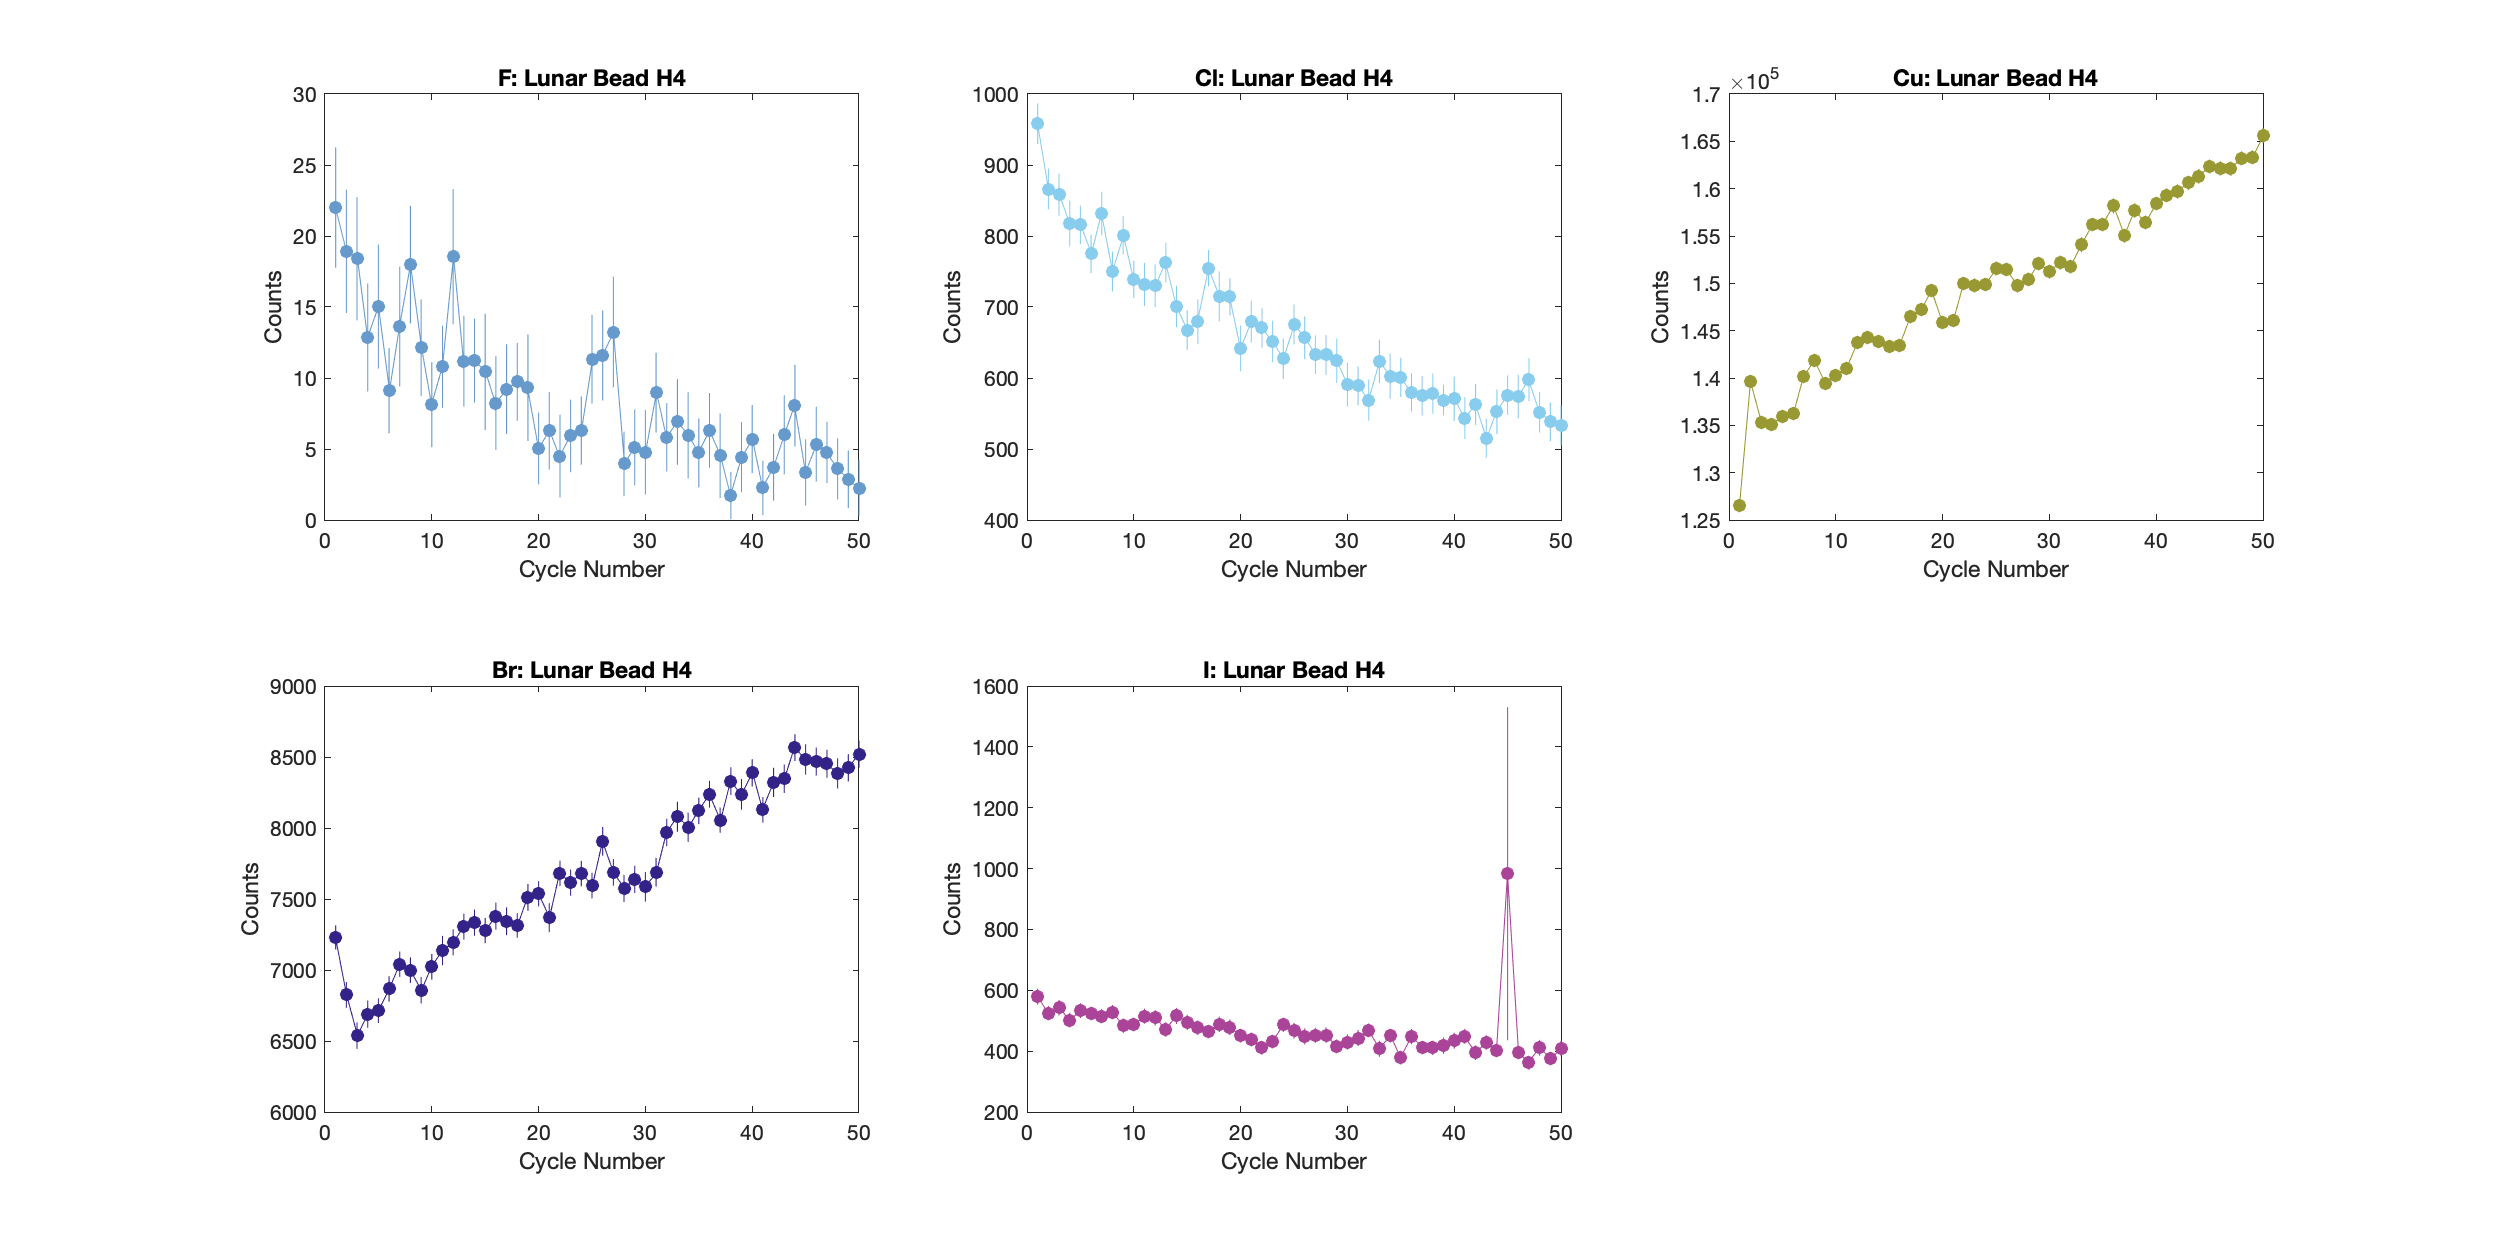 F: Lunar Bead H4
30
25
20
15
10
5
0
Counts
0 10 20 30 40 50
Cycle Number
Cl: Lunar Bead H4
1000
900
800
700
600
500
400
Counts
0 10 20 30 40 50
Cycle Number
Cu: Lunar Bead H4
×10⁵
1.7
1.65
1.6
1.55
1.5
1.45
1.4
1.35
1.3
1.25
Counts
0 10 20 30 40 50
Cycle Number
Br: Lunar Bead H4
9000
8500
8000
7500
7000
6500
6000
Counts
0 10 20 30 40 50
Cycle Number
I: Lunar Bead H4
1600
1400
1200
1000
800
600
400
200
Counts
0 10 20 30 40 50
Cycle Number